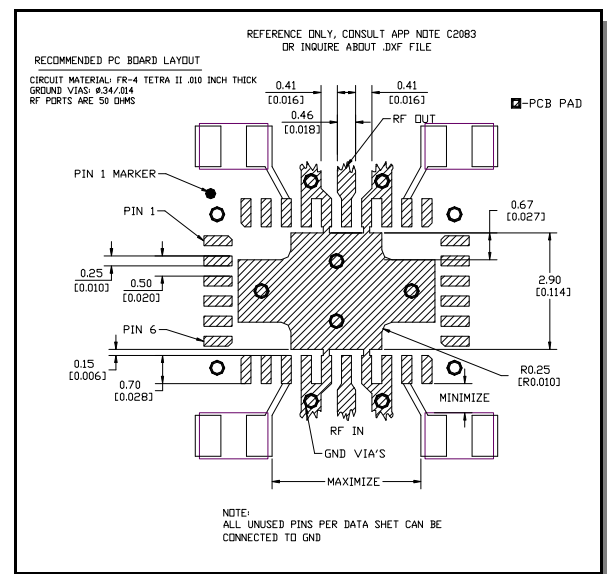 REFERENCE ONLY, CONSULT APP NOTE C2083
OR INQUIRE ABOUT .DXF FILE
RECOMMENDED PC BOARD LAYOUT
CIRCUIT MATERIAL: FR-4 TETRA II .010 INCH THICK
GROUND VIAS: Ø.34/.014
RF PORTS ARE 50 OHMS
0.41
[0.016]
0.41
[0.016]
0.46
[0.018]
RF OUT
-PCB PAD
PIN 1 MARKER
PIN 1
0.67
[0.027]
0.25
[0.010]
0.50
[0.020]
2.90
[0.114]
PIN 6
0.15
[0.006]
0.70
[0.028]
R0.25
[R0.010]
MINIMIZE
RF IN
GND VIA'S
MAXIMIZE
NOTE:
ALL UNUSED PINS PER DATA SHET CAN BE
CONNECTED TO GND